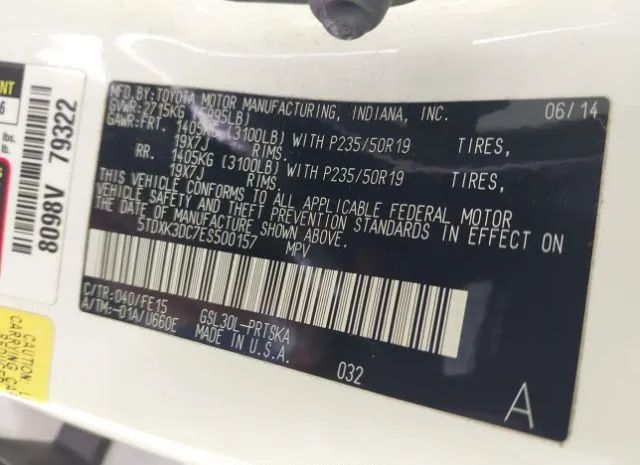 MFD.BY:TOYOTA MOTOR MANUFACTURING, INDIANA, INC. 06/14
GVWR:2715KG (5995LB)
GAWR:FRT. 1405KG (3100LB) WITH P235/50R19 TIRES,
19X7J RIMS.
RR. 1405KG (3100LB) WITH P235/50R19 TIRES,
19X7J RIMS.
THIS VEHICLE CONFORMS TO ALL APPLICABLE FEDERAL MOTOR
VEHICLE SAFETY AND THEFT PREVENTION STANDARDS IN EFFECT ON
THE DATE OF MANUFACTURE SHOWN ABOVE.
5TDXK3DC7ES500157 MPV
C/TR:040/FE15 GSL30L-PRTSKA
A/TM:-01A/U660E MADE IN U.S.A.
032
A
8098V 79322
lbs.
CAUTION